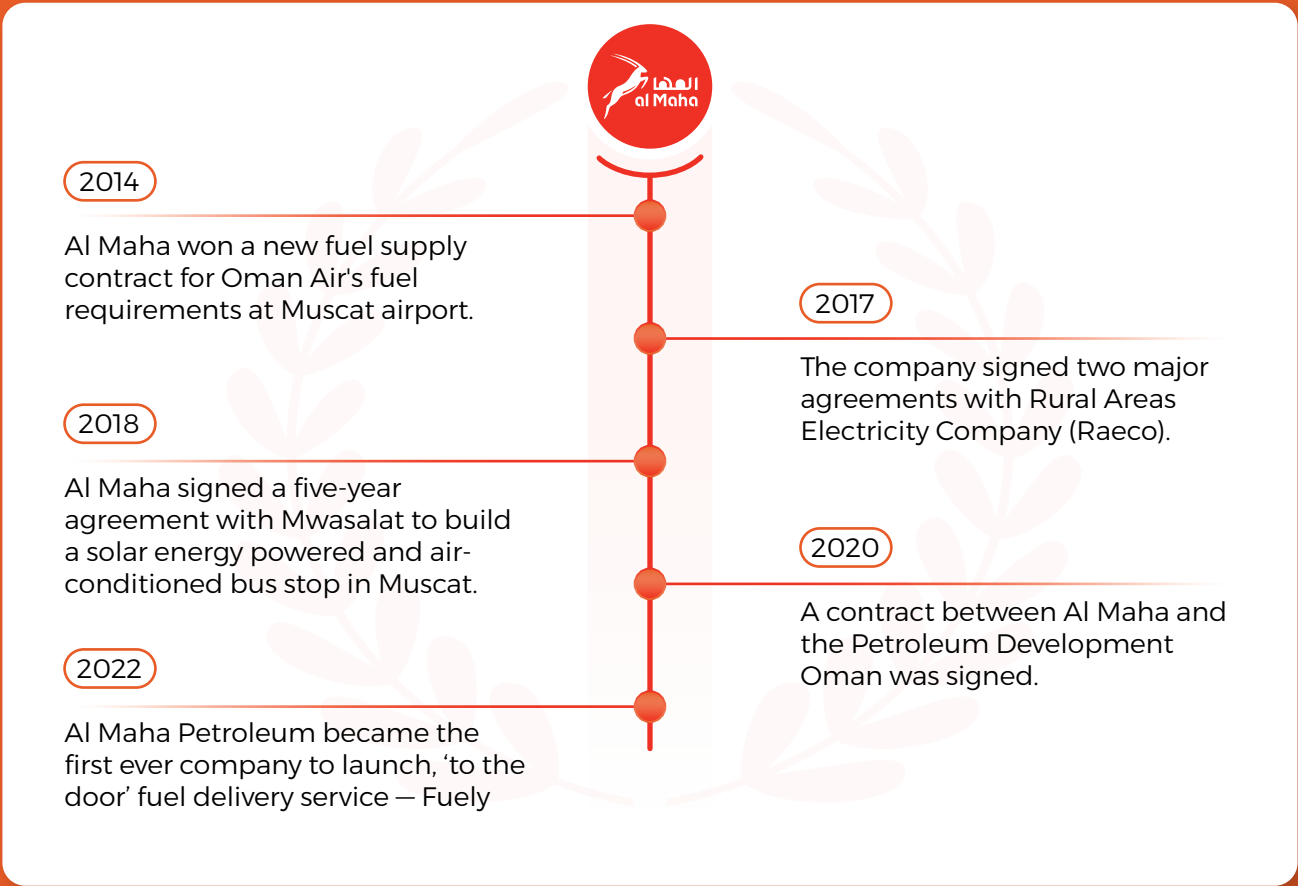 المها
al Maha
2014
Al Maha won a new fuel supply
contract for Oman Air's fuel
requirements at Muscat airport.
2017
The company signed two major
agreements with Rural Areas
Electricity Company (Raeco).
2018
Al Maha signed a five-year
agreement with Mwasalat to build
a solar energy powered and air-
conditioned bus stop in Muscat.
2020
A contract between Al Maha and
the Petroleum Development
Oman was signed.
2022
Al Maha Petroleum became the
first ever company to launch, ‘to the
door’ fuel delivery service — Fuely